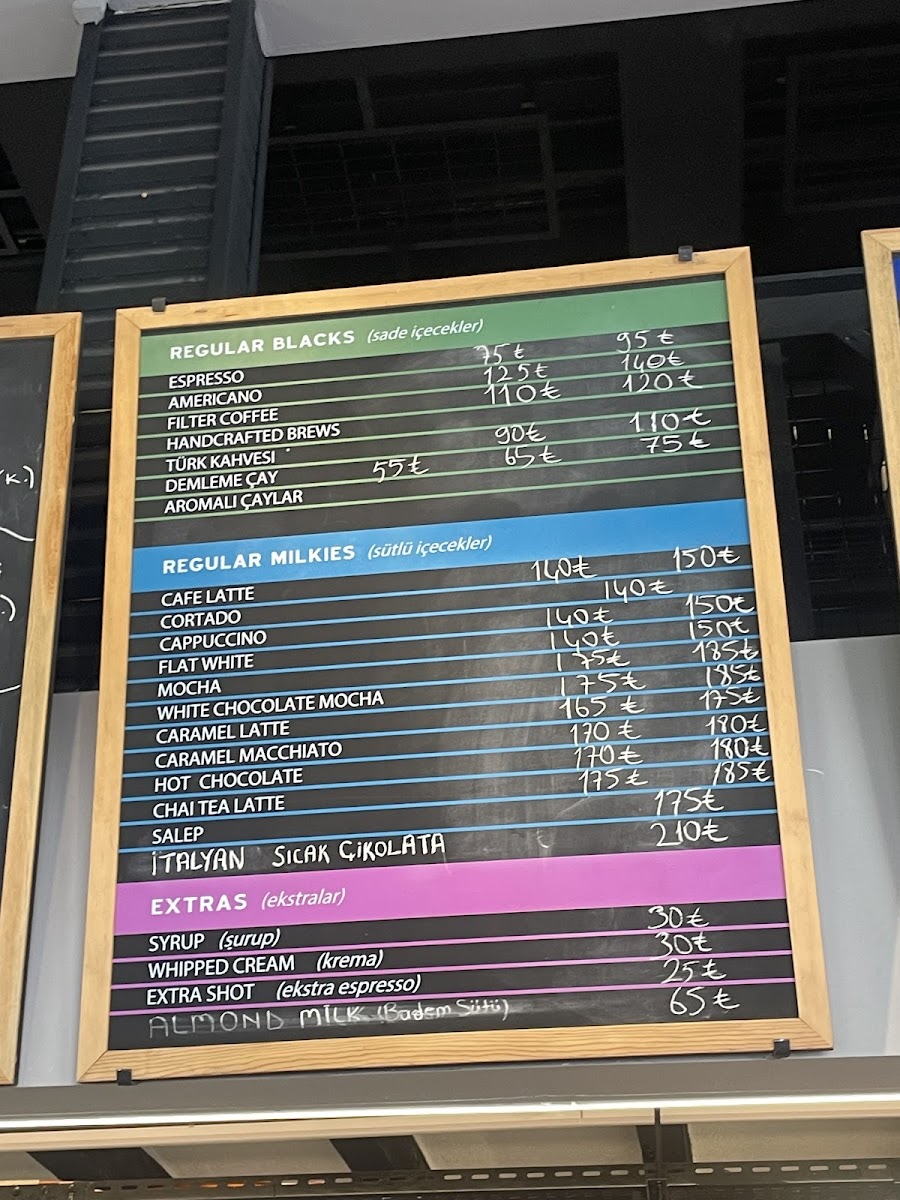 REGULAR BLACKS (sade içecekler)
ESPRESSO 75₺ 95₺
AMERICANO 125₺ 140₺
FILTER COFFEE 110₺ 120₺
HANDCRAFTED BREWS
TÜRK KAHVESI 90₺ 110₺
DEMLEME ÇAY 55₺ 65₺ 75₺
AROMALI ÇAYLAR
REGULAR MILKIES (sütlü içecekler)
CAFE LATTE 140₺ 150₺
CORTADO 140₺
CAPPUCCINO 140₺ 150₺
FLAT WHITE 140₺ 150₺
MOCHA 175₺ 185₺
WHITE CHOCOLATE MOCHA 175₺ 185₺
CARAMEL LATTE 165₺ 175₺
CARAMEL MACCHIATO 170₺ 180₺
HOT CHOCOLATE 170₺ 180₺
CHAI TEA LATTE 175₺ 185₺
SALEP 175₺
İTALYAN SICAK ÇİKOLATA 210₺
EXTRAS (ekstralar)
SYRUP (şurup) 30₺
WHIPPED CREAM (krema) 30₺
EXTRA SHOT (ekstra espresso) 25₺
ALMOND MİLK (Badem Sütü) 65₺